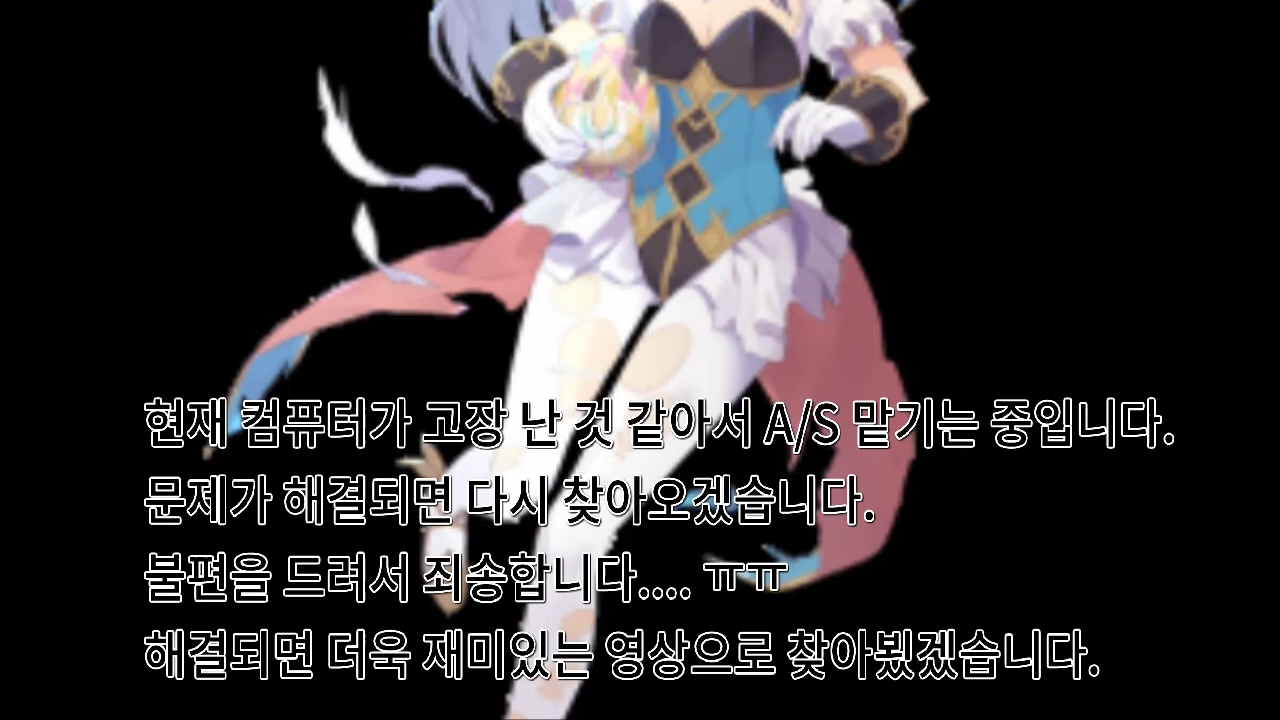 현재 컴퓨터가 고장 난 것 같아서 A/S 맡기는 중입니다.
문제가 해결되면 다시 찾아오겠습니다.
불편을 드려서 죄송합니다.... ㅠㅠ
해결되면 더욱 재미있는 영상으로 찾아뵜겠습니다.